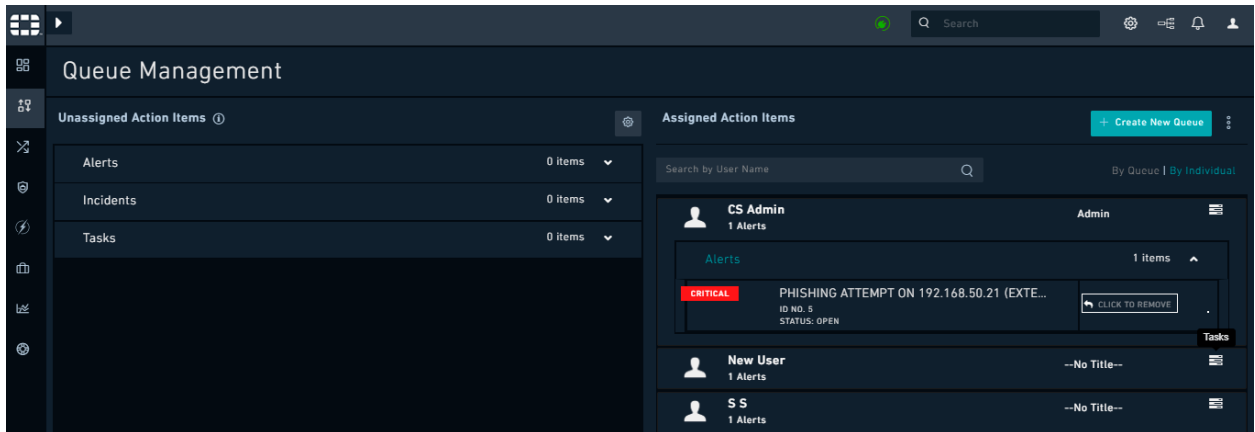 Search
Queue Management
Unassigned Action Items
Alerts 0 items
Incidents 0 items
Tasks 0 items
Assigned Action Items
+ Create New Queue
Search by User Name
By Queue | By Individual
CS Admin
1 Alerts
Admin
Alerts 1 items
CRITICAL
PHISHING ATTEMPT ON 192.168.50.21 (EXTE...
ID NO. 5
STATUS: OPEN
CLICK TO REMOVE
Tasks
New User
1 Alerts
--No Title--
S S
1 Alerts
--No Title--